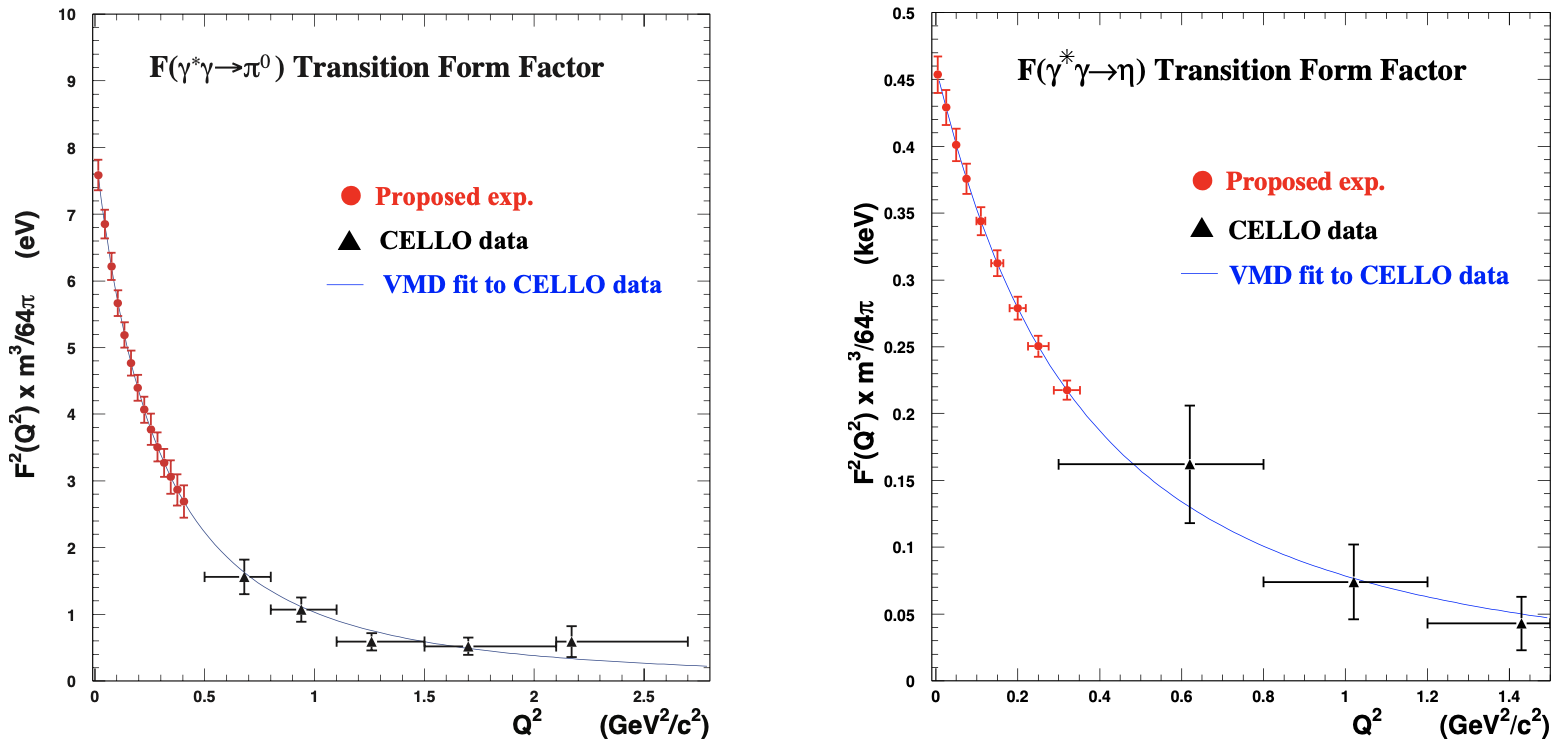 F(γ*γ→π⁰) Transition Form Factor
Proposed exp.
CELLO data
VMD fit to CELLO data
F²(Q²) x m³/64π (eV)
10
9
8
7
6
5
4
3
2
1
0
0 0.5 1 1.5 2 2.5
Q² (GeV²/c²)
F(γ*γ→η) Transition Form Factor
Proposed exp.
CELLO data
VMD fit to CELLO data
F²(Q²) x m³/64π (keV)
0.5
0.45
0.4
0.35
0.3
0.25
0.2
0.15
0.1
0.05
0
0 0.2 0.4 0.6 0.8 1 1.2 1.4
Q² (GeV²/c²)